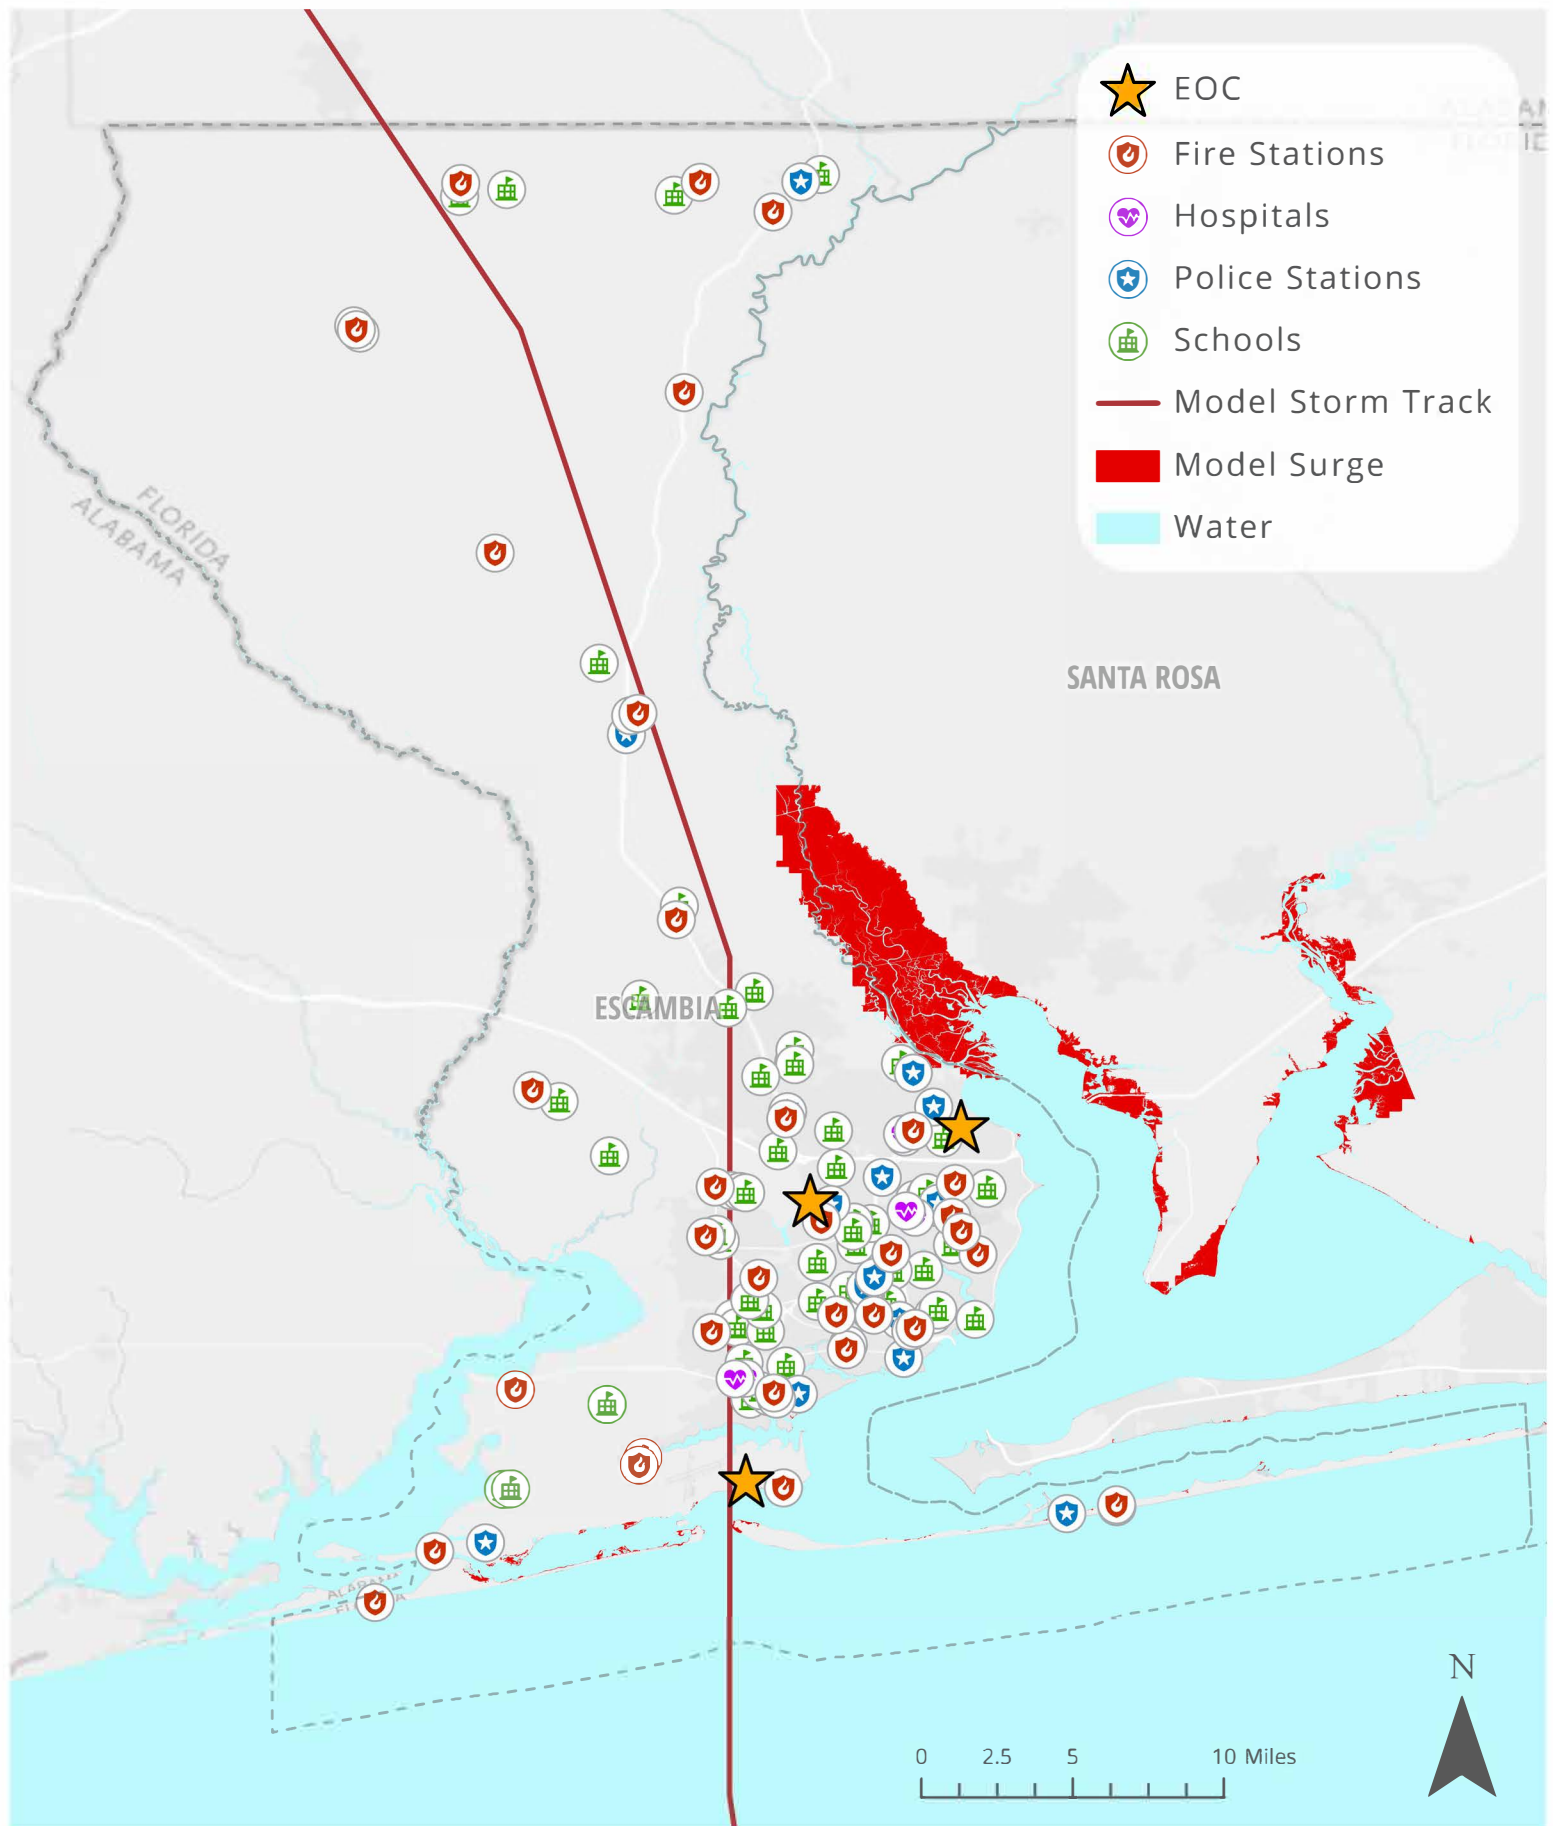 EOC
Fire Stations
Hospitals
Police Stations
Schools
Model Storm Track
Model Surge
Water
FLORIDA
ALABAMA
SANTA ROSA
ESCAMBIA
ALABAMA
N
0 2.5 5 10 Miles